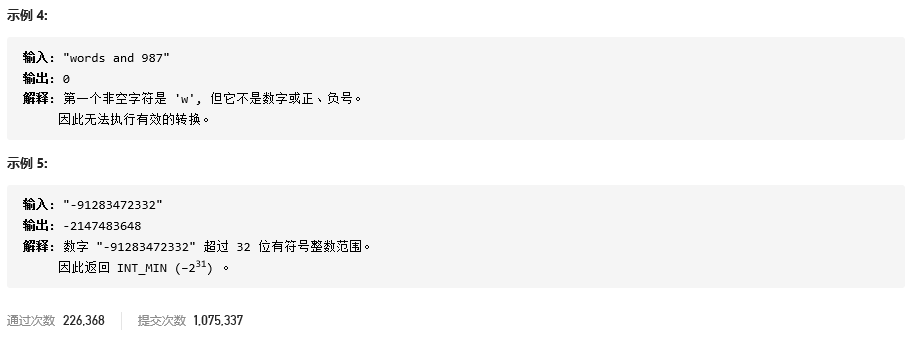 示例 4:
输入: "words and 987"
输出: 0
解释: 第一个非空字符是 'w', 但它不是数字或正、负号。
因此无法执行有效的转换。
示例 5:
输入: "-91283472332"
输出: -2147483648
解释: 数字 "-91283472332" 超过 32 位有符号整数范围。
因此返回 INT_MIN (−2³¹) 。
通过次数 226,368 提交次数 1,075,337